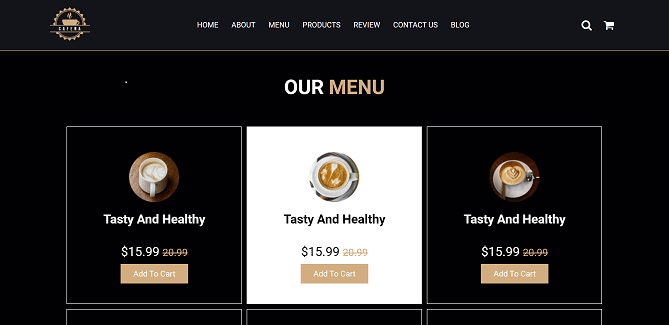 CAFENA
HOME ABOUT MENU PRODUCTS REVIEW CONTACT US BLOG
OUR MENU
Tasty And Healthy
$15.99 20.99
Add To Cart
Tasty And Healthy
$15.99 20.99
Add To Cart
Tasty And Healthy
$15.99 20.99
Add To Cart